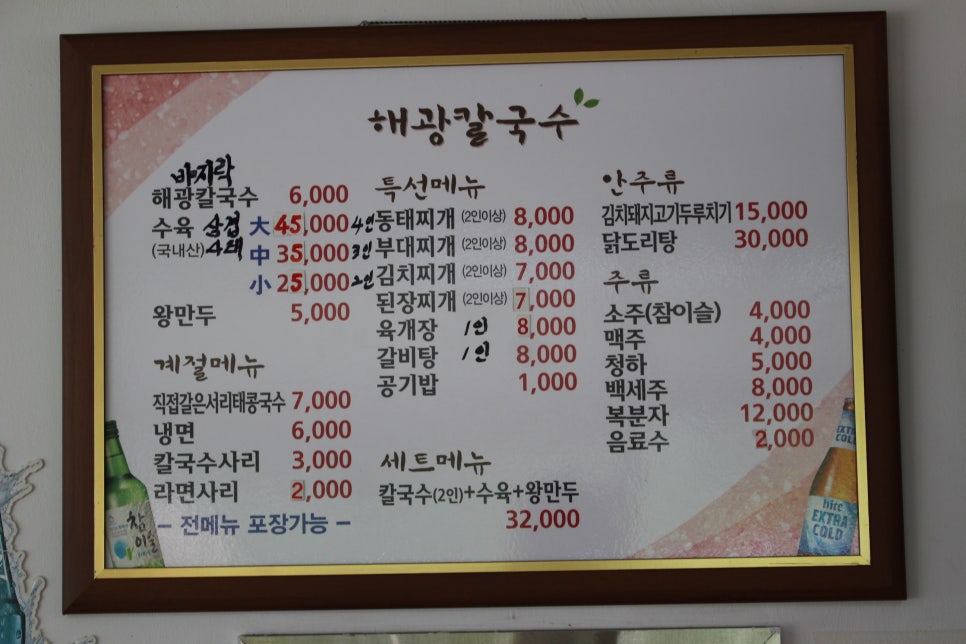 해광칼국수
바지락
해광칼국수 6,000
수육 삼겹 大 45,000 4인
(국내산) 中 35,000 3인
小 25,000 2인
왕만두 5,000
계절메뉴
직접갈은서리태콩국수 7,000
냉면 6,000
칼국수사리 3,000
라면사리 2,000
- 전메뉴 포장가능 -
특선메뉴
동태찌개 (2인이상) 8,000
부대찌개 (2인이상) 8,000
김치찌개 (2인이상) 7,000
된장찌개 (2인이상) 7,000
육개장 1인 8,000
갈비탕 1인 8,000
공기밥 1,000
세트메뉴
칼국수(2인)+수육+왕만두
32,000
안주류
김치돼지고기두루치기 15,000
닭도리탕 30,000
주류
소주(참이슬) 4,000
맥주 4,000
청하 5,000
백세주 8,000
복분자 12,000
음료수 2,000
참
이슬
EXTRA
COLD
hite
EXTRA
COLD